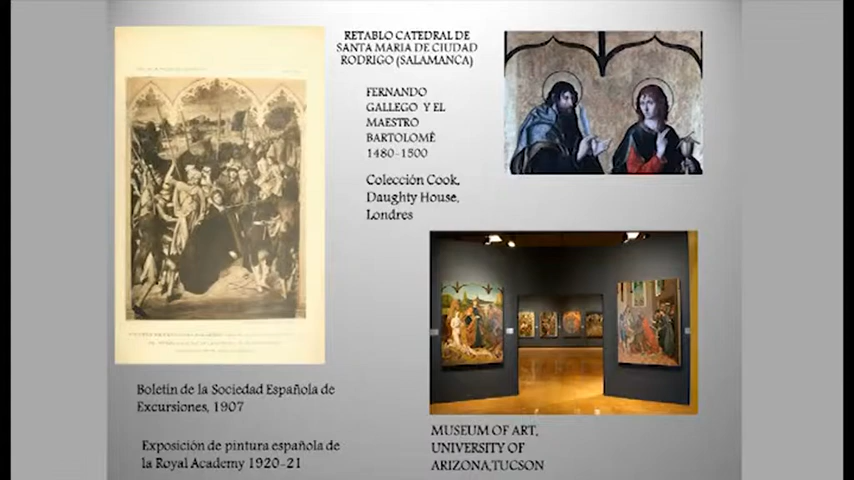 RETABLO CATEDRAL DE
SANTA MARIA DE CIUDAD
RODRIGO (SALAMANCA)
FERNANDO
GALLEGO Y EL
MAESTRO
BARTOLOMÉ
1480-1500
Colección Cook,
Daughty House,
Londres
Boletín de la Sociedad Española de
Excursiones, 1907
Exposición de pintura española de
la Royal Academy 1920-21
MUSEUM OF ART,
UNIVERSITY OF
ARIZONA,TUCSON